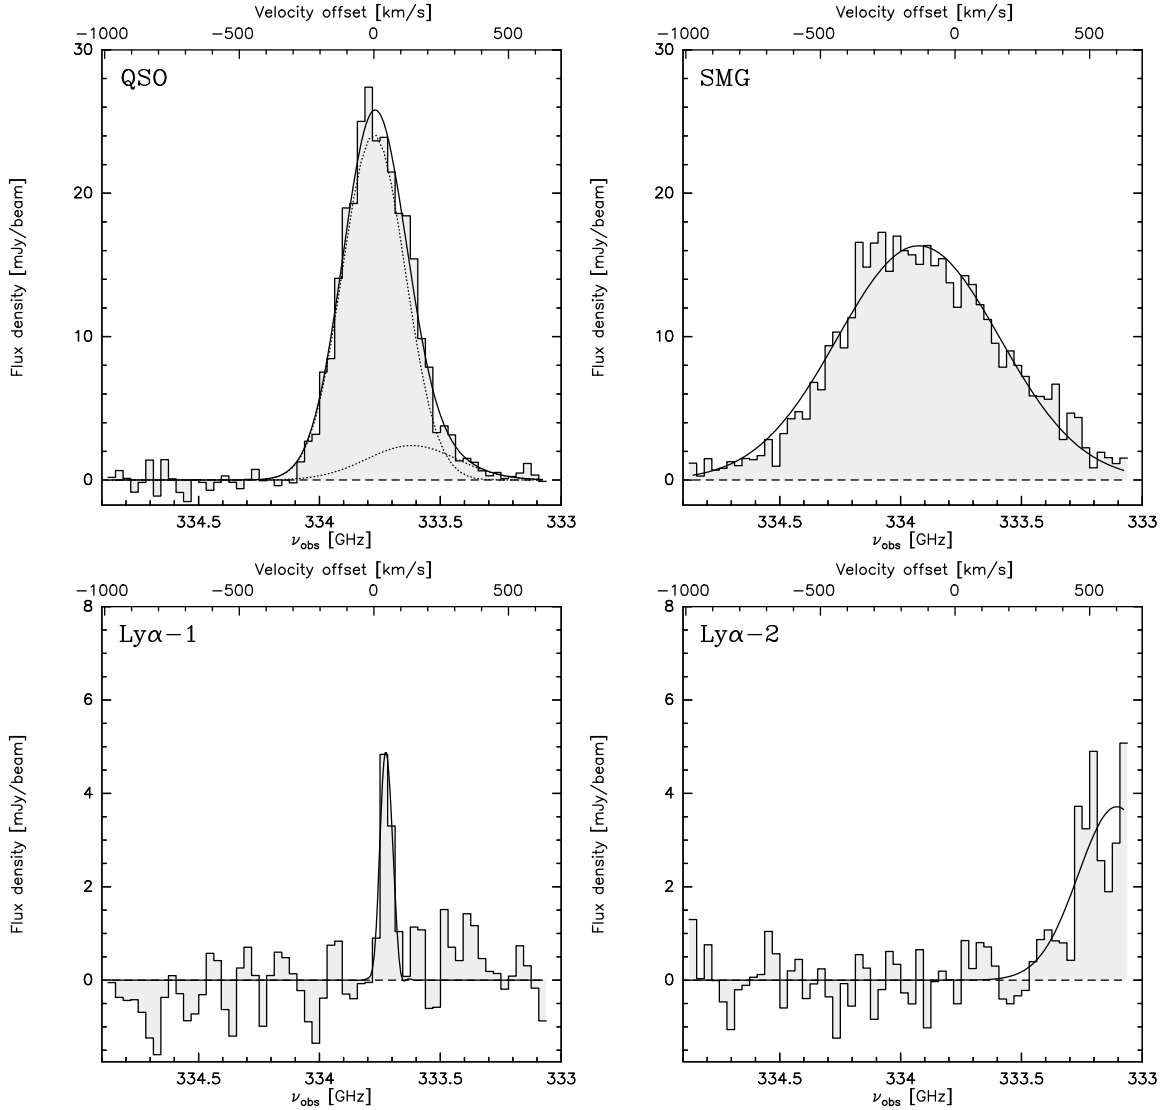 Velocity offset [km/s] Velocity offset [km/s]
−1000 −500 0 500 −1000 −500 0 500
30 30
QSO SMG
20 20
Flux density [mJy/beam] Flux density [mJy/beam]
10 10
0 0
334.5 334 333.5 333 334.5 334 333.5 333
νobs [GHz] νobs [GHz]
Velocity offset [km/s] Velocity offset [km/s]
−1000 −500 0 500 −1000 −500 0 500
8 8
Lyα−1 Lyα−2
6 6
Flux density [mJy/beam] Flux density [mJy/beam]
4 4
2 2
0 0
334.5 334 333.5 333 334.5 334 333.5 333
νobs [GHz] νobs [GHz]